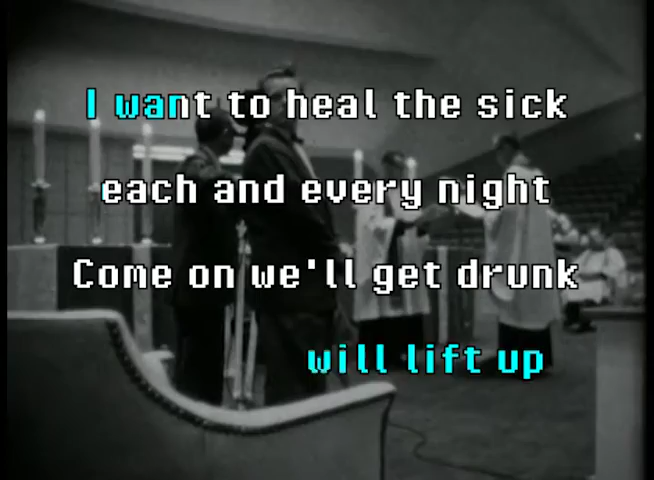 I want to heal the sick
each and every night
Come on we'll get drunk
will lift up